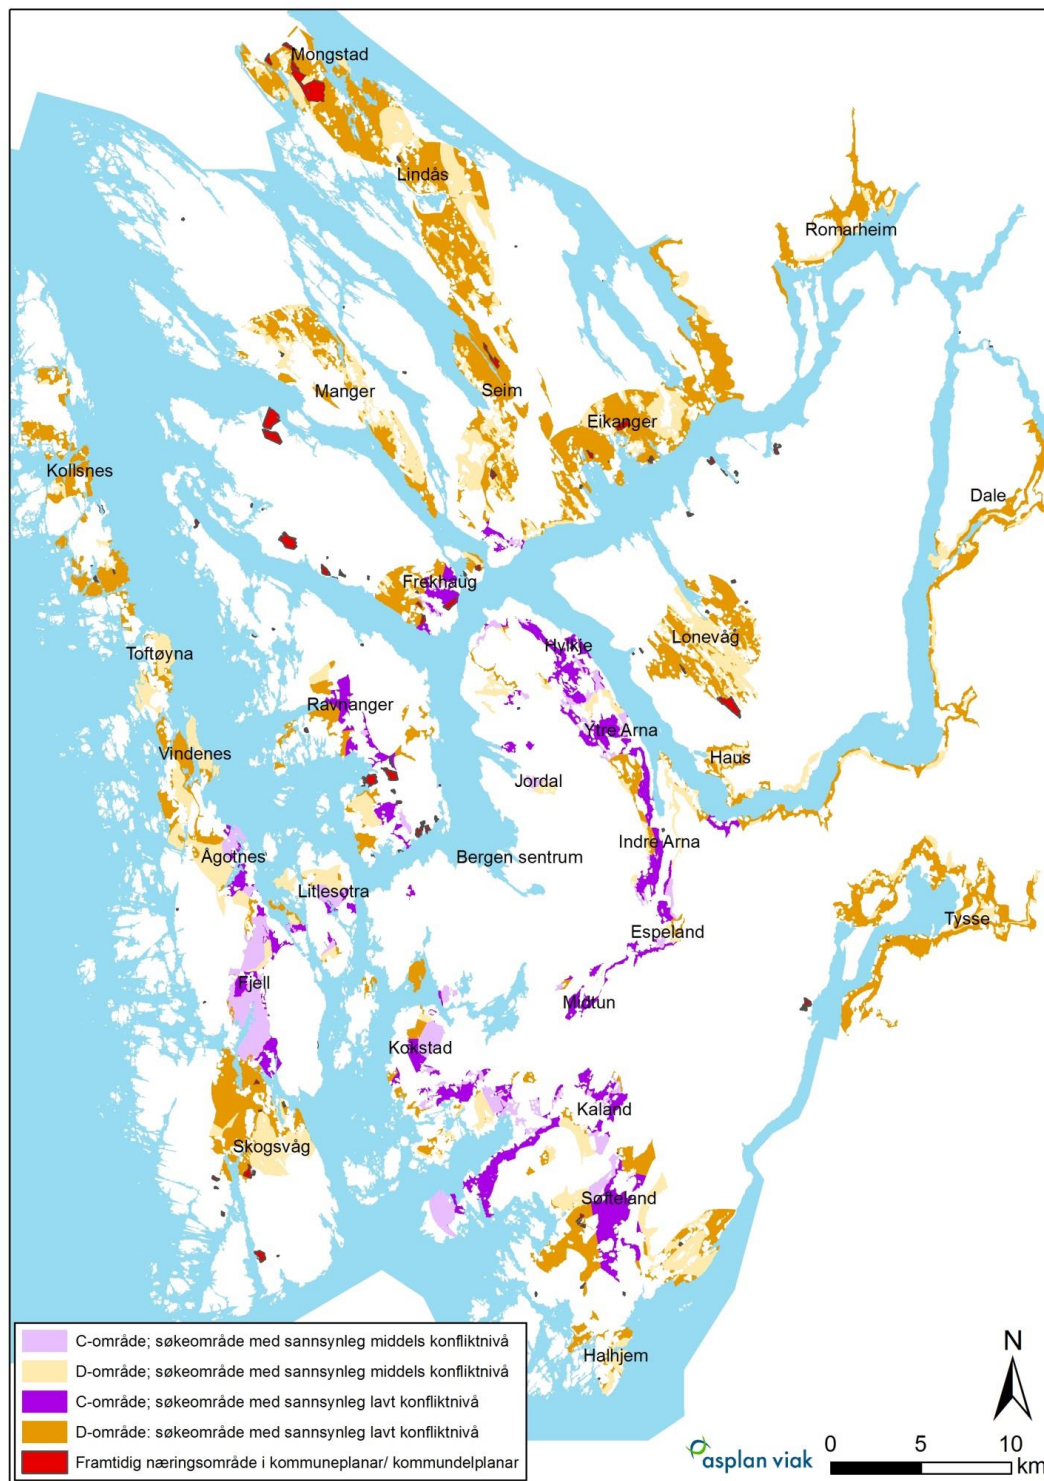 Mongstad
Lindås
Romarheim
Manger
Seim
Eikanger
Kollsnes
Dale
Frekhaug
Lonevåg
Hylkje
Toftøyna
Ravnanger
Ytre Arna
Vindenes
Haus
Jordal
Indre Arna
Ågotnes
Bergen sentrum
Litlesotra
Tysse
Espeland
Fjell
Midtun
Kokstad
Kaland
Skogsvåg
Søfteland
Halhjem
C-område; søkeområde med sannsynleg middels konfliktnivå
D-område; søkeområde med sannsynleg middels konfliktnivå
C-område; søkeområde med sannsynleg lavt konfliktnivå
D-område: søkeområde med sannsynleg lavt konfliktnivå
Framtidig næringsområde i kommuneplanar/ kommundelplanar
N
asplan viak
0 5 10
km